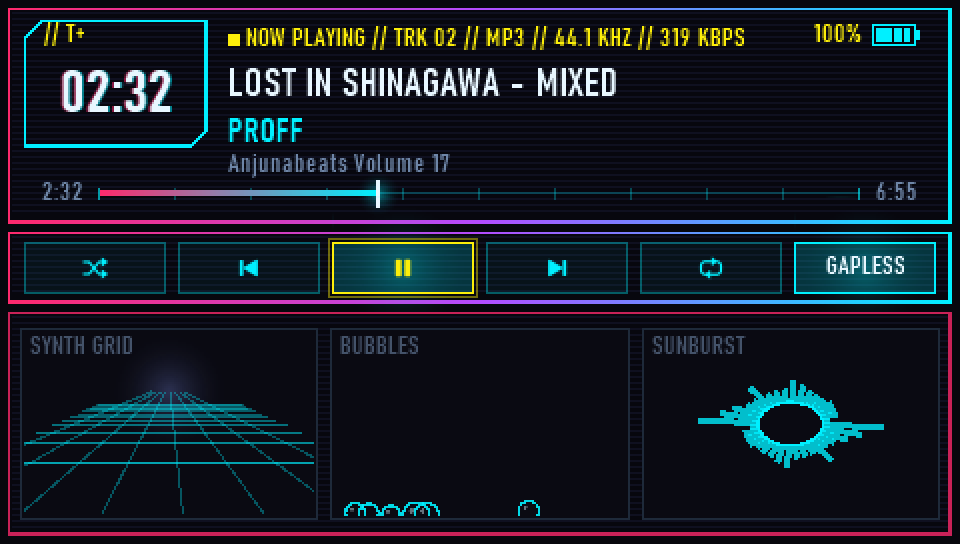 // T+
02:32
NOW PLAYING // TRK 02 // MP3 // 44.1 KHZ // 319 KBPS
100%
LOST IN SHINAGAWA - MIXED
PROFF
Anjunabeats Volume 17
2:32
6:55
GAPLESS
SYNTH GRID
BUBBLES
SUNBURST